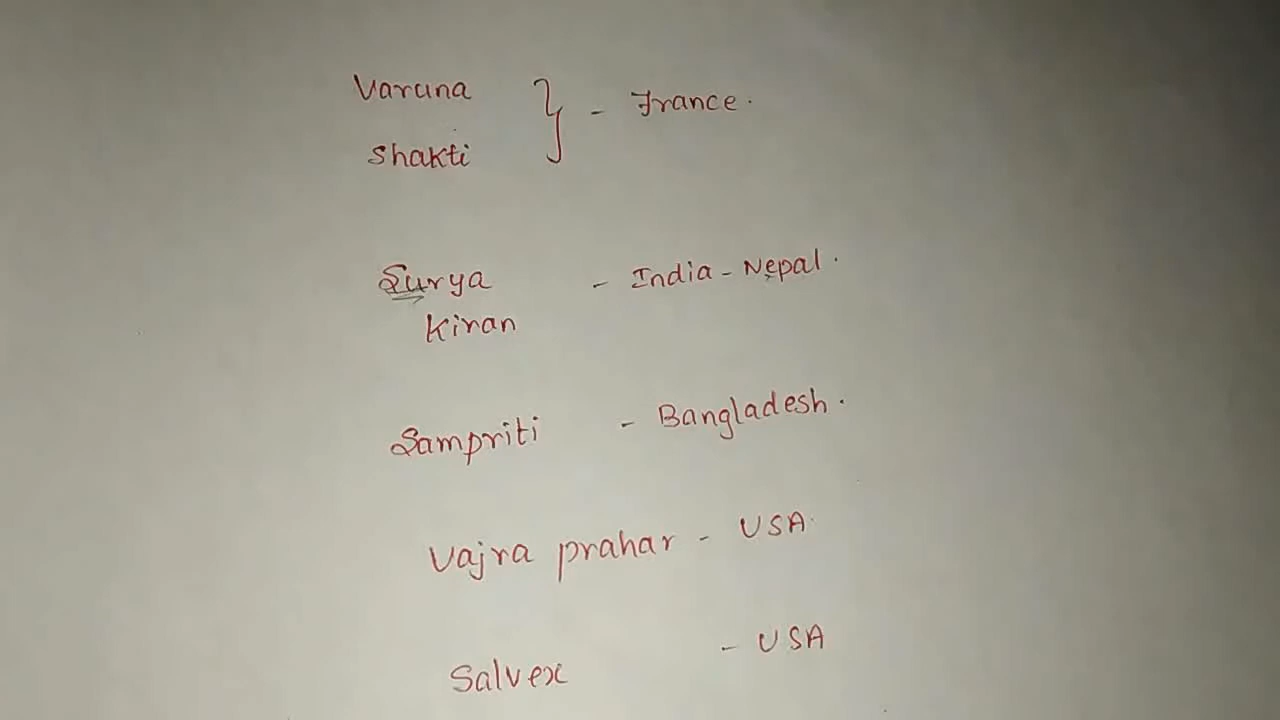 Varuna
Shakti } - France.
Surya - India - Nepal.
Kiran
Sampriti - Bangladesh.
Vajra prahar - USA
Salvex - USA